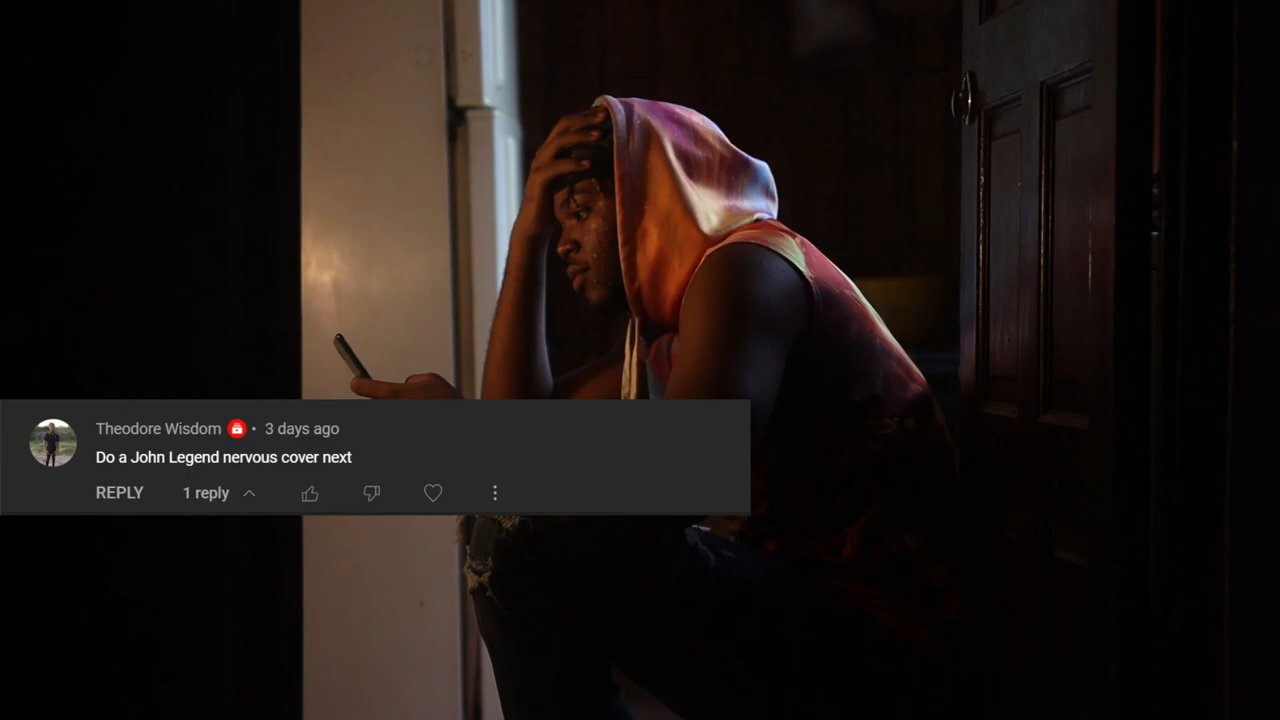 Theodore Wisdom • 3 days ago
Do a John Legend nervous cover next
REPLY 1 reply